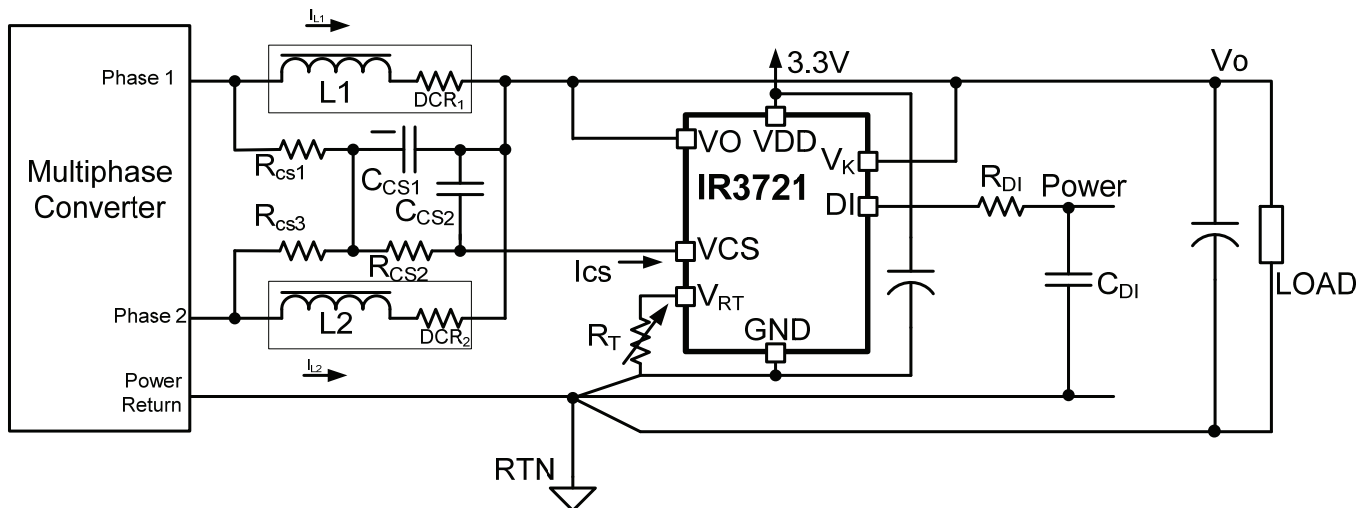 IL1
Phase 1
L1
DCR1
3.3V
Vo
VO
VDD
VK
Rcs1
CCS1
IR3721
RDI
Power
Multiphase
Converter
CCS2
DI
Rcs3
RCS2
VCS
Ics
CDI
LOAD
VRT
Phase 2
L2
DCR2
RT
GND
IL2
Power
Return
RTN